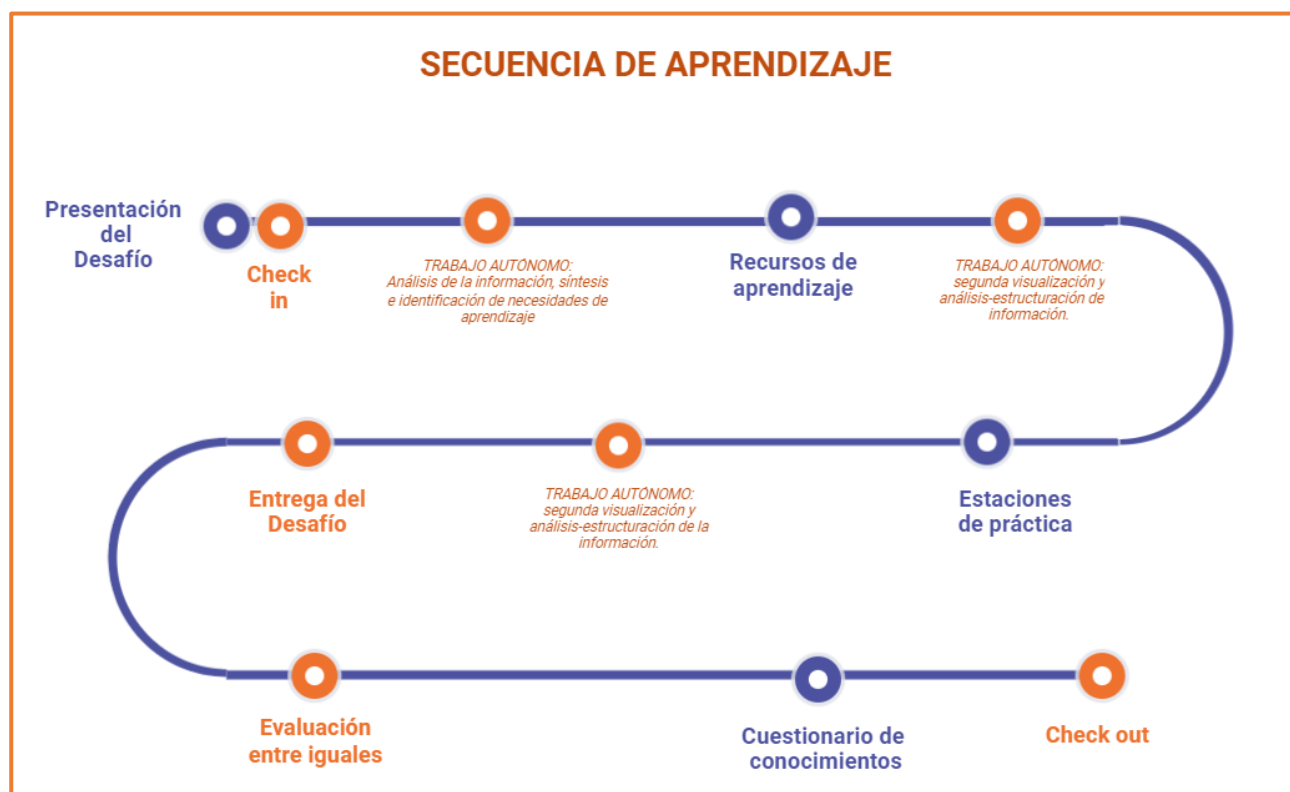 SECUENCIA DE APRENDIZAJE
Presentación
del
Desafío
Check
in
TRABAJO AUTÓNOMO:
Análisis de la información, síntesis
e identificación de necesidades de
aprendizaje
Recursos de
aprendizaje
TRABAJO AUTÓNOMO:
segunda visualización y
análisis-estructuración de
información.
Estaciones
de práctica
TRABAJO AUTÓNOMO:
segunda visualización y
análisis-estructuración de la
información.
Entrega del
Desafío
Evaluación
entre iguales
Cuestionario de
conocimientos
Check out